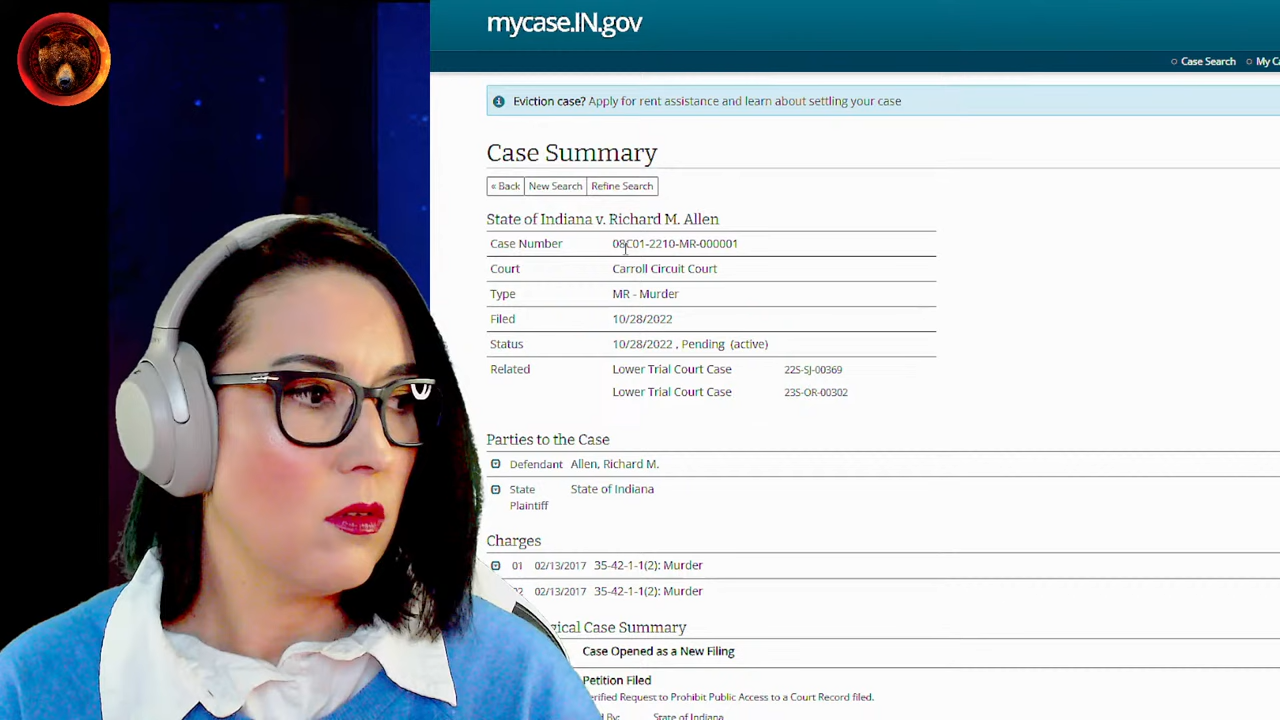 mycase.IN.gov
Case Search
Eviction case? Apply for rent assistance and learn about settling your case
Case Summary
« Back New Search Refine Search
State of Indiana v. Richard M. Allen
Case Number 08C01-2210-MR-000001
Court Carroll Circuit Court
Type MR - Murder
Filed 10/28/2022
Status 10/28/2022 , Pending (active)
Related Lower Trial Court Case 22S-SJ-00369
Lower Trial Court Case 23S-OR-00302
Parties to the Case
Defendant Allen, Richard M.
State Plaintiff State of Indiana
Charges
01 02/13/2017 35-42-1-1(2): Murder
02/13/2017 35-42-1-1(2): Murder
Case Summary
Case Opened as a New Filing
Petition Filed
Request to Prohibit Public Access to a Court Record filed.
By: State of Indiana